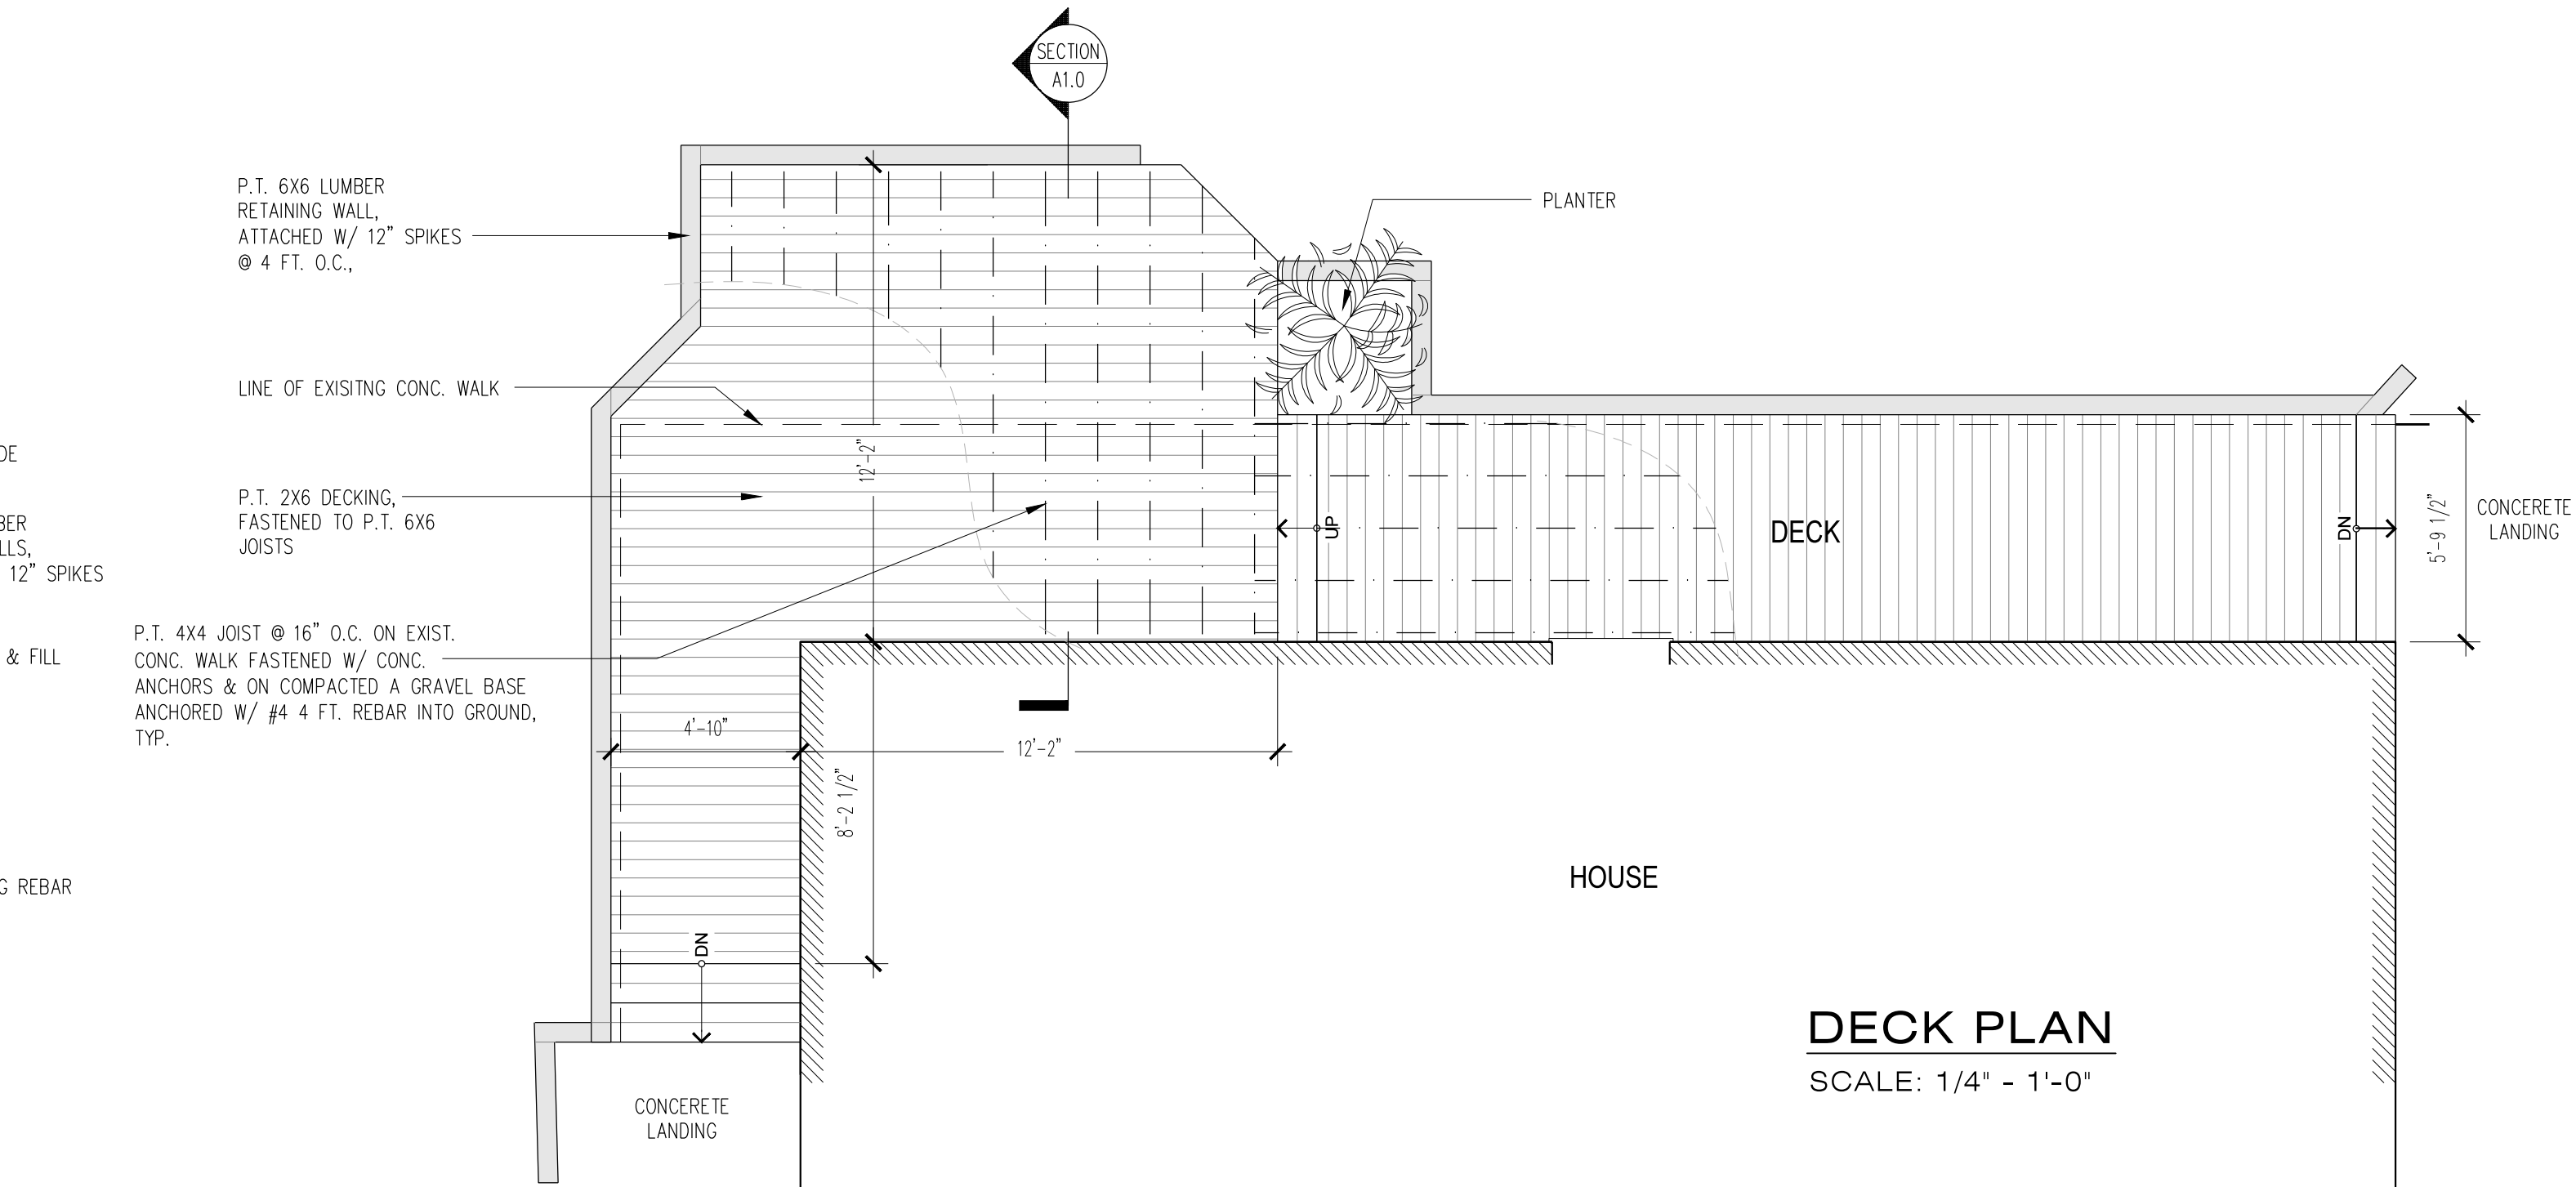 SECTION
A1.0
P.T. 6X6 LUMBER
RETAINING WALL,
ATTACHED W/ 12" SPIKES
@ 4 FT. O.C.,
PLANTER
LINE OF EXISITNG CONC. WALK
P.T. 2X6 DECKING,
FASTENED TO P.T. 6X6
JOISTS
12" SPIKES
P.T. 4X4 JOIST @ 16" O.C. ON EXIST.
CONC. WALK FASTENED W/ CONC.
ANCHORS & ON COMPACTED A GRAVEL BASE
ANCHORED W/ #4 4 FT. REBAR INTO GROUND,
TYP.
& FILL
REBAR
12'-2"
UP
DECK
DN
5'-9 1/2"
CONCERETE
LANDING
4'-10"
12'-2"
8'-2 1/2"
HOUSE
DN
CONCERETE
LANDING
DECK PLAN
SCALE: 1/4" - 1'-0"